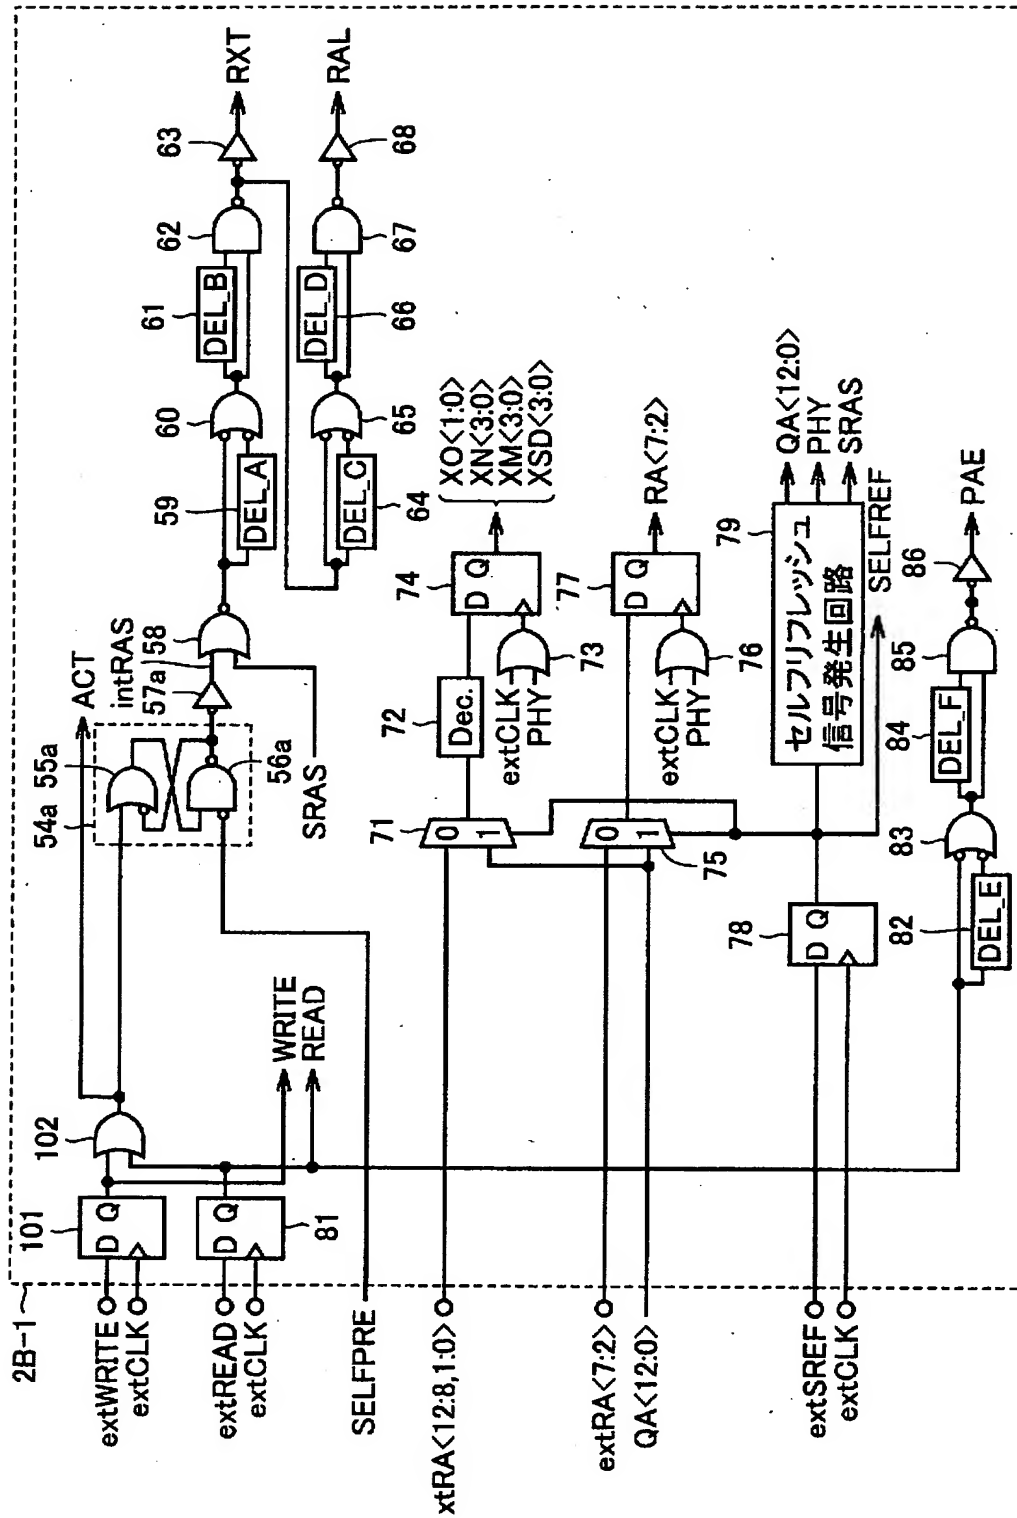 2B-1
extWRITE
extCLK
101
D Q
102
extREAD
extCLK
D Q
81
WRITE
READ
SELFPRE
ACT
54a
55a
56a
intRAS
57a
58
SRAS
59
DEL_A
60
61
DEL_B
62
63
RXT
64
DEL_C
65
DEL_D
66
67
68
RAL
xtRA<12:8,1:0>
71
0
1
72
Dec.
extCLK
PHY
73
74
D Q
XO<1:0>
XN<3:0>
XM<3:0>
XSD<3:0>
extRA<7:2>
QA<12:0>
0
1
75
extCLK
PHY
76
77
D Q
RA<7:2>
extSREF
extCLK
78
D Q
79
セルフリフレッシュ
信号発生回路
QA<12:0>
PHY
SRAS
SELFREF
82
DEL_E
83
84
DEL_F
85
86
PAE